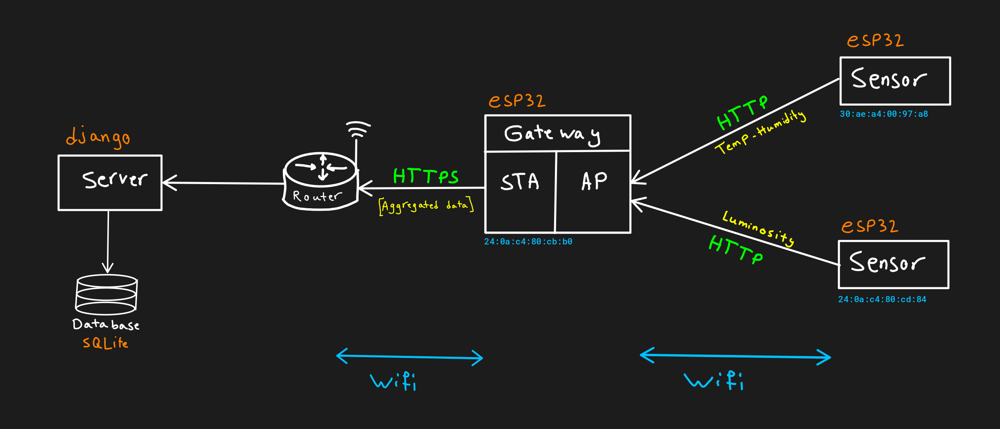 django
Server
Database
SQLite
Router
HTTPS
[Aggregated data]
esp32
Gateway
STA
AP
24:0a:c4:80:cb:b0
HTTP
Temp-Humidity
Luminosity
HTTP
esp32
Sensor
30:ae:a4:00:97:a8
esp32
Sensor
24:0a:c4:80:cd:84
Wifi
Wifi